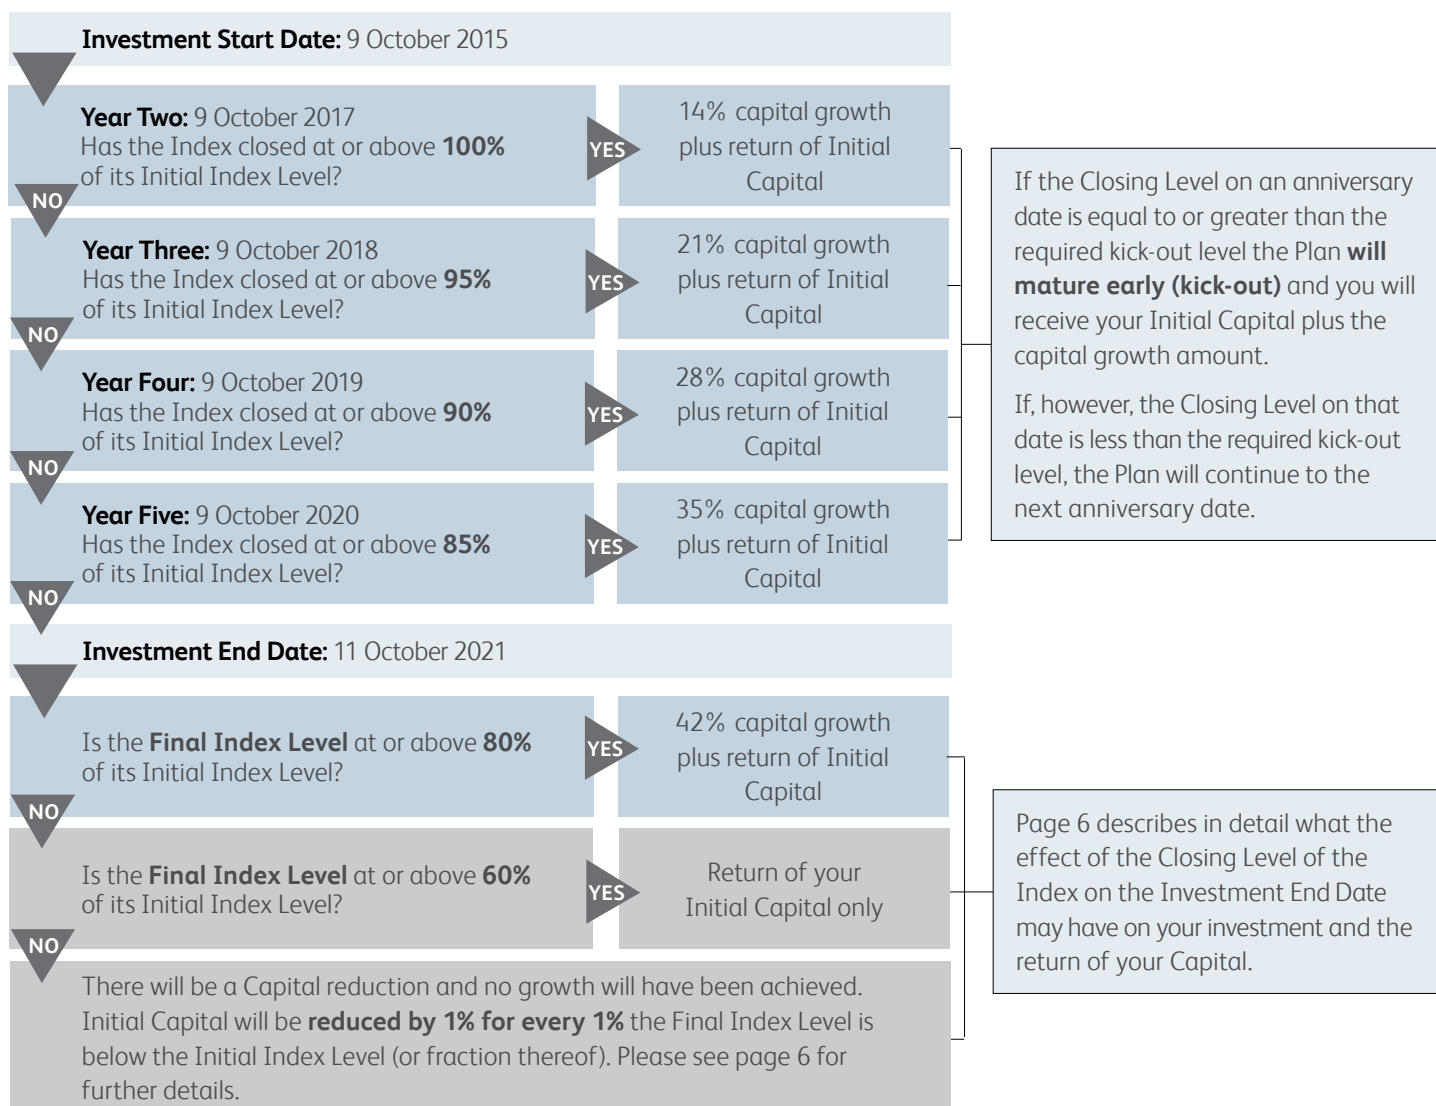 Investment Start Date: 9 October 2015
Year Two: 9 October 2017
Has the Index closed at or above 100%
of its Initial Index Level?
YES
14% capital growth
plus return of Initial
Capital
NO
Year Three: 9 October 2018
Has the Index closed at or above 95%
of its Initial Index Level?
YES
21% capital growth
plus return of Initial
Capital
NO
Year Four: 9 October 2019
Has the Index closed at or above 90%
of its Initial Index Level?
YES
28% capital growth
plus return of Initial
Capital
NO
Year Five: 9 October 2020
Has the Index closed at or above 85%
of its Initial Index Level?
YES
35% capital growth
plus return of Initial
Capital
NO
If the Closing Level on an anniversary
date is equal to or greater than the
required kick-out level the Plan will
mature early (kick-out) and you will
receive your Initial Capital plus the
capital growth amount.
If, however, the Closing Level on that
date is less than the required kick-out
level, the Plan will continue to the
next anniversary date.
Investment End Date: 11 October 2021
Is the Final Index Level at or above 80%
of its Initial Index Level?
YES
42% capital growth
plus return of Initial
Capital
NO
Is the Final Index Level at or above 60%
of its Initial Index Level?
YES
Return of your
Initial Capital only
NO
There will be a Capital reduction and no growth will have been achieved.
Initial Capital will be reduced by 1% for every 1% the Final Index Level is
below the Initial Index Level (or fraction thereof). Please see page 6 for
further details.
Page 6 describes in detail what the
effect of the Closing Level of the
Index on the Investment End Date
may have on your investment and the
return of your Capital.